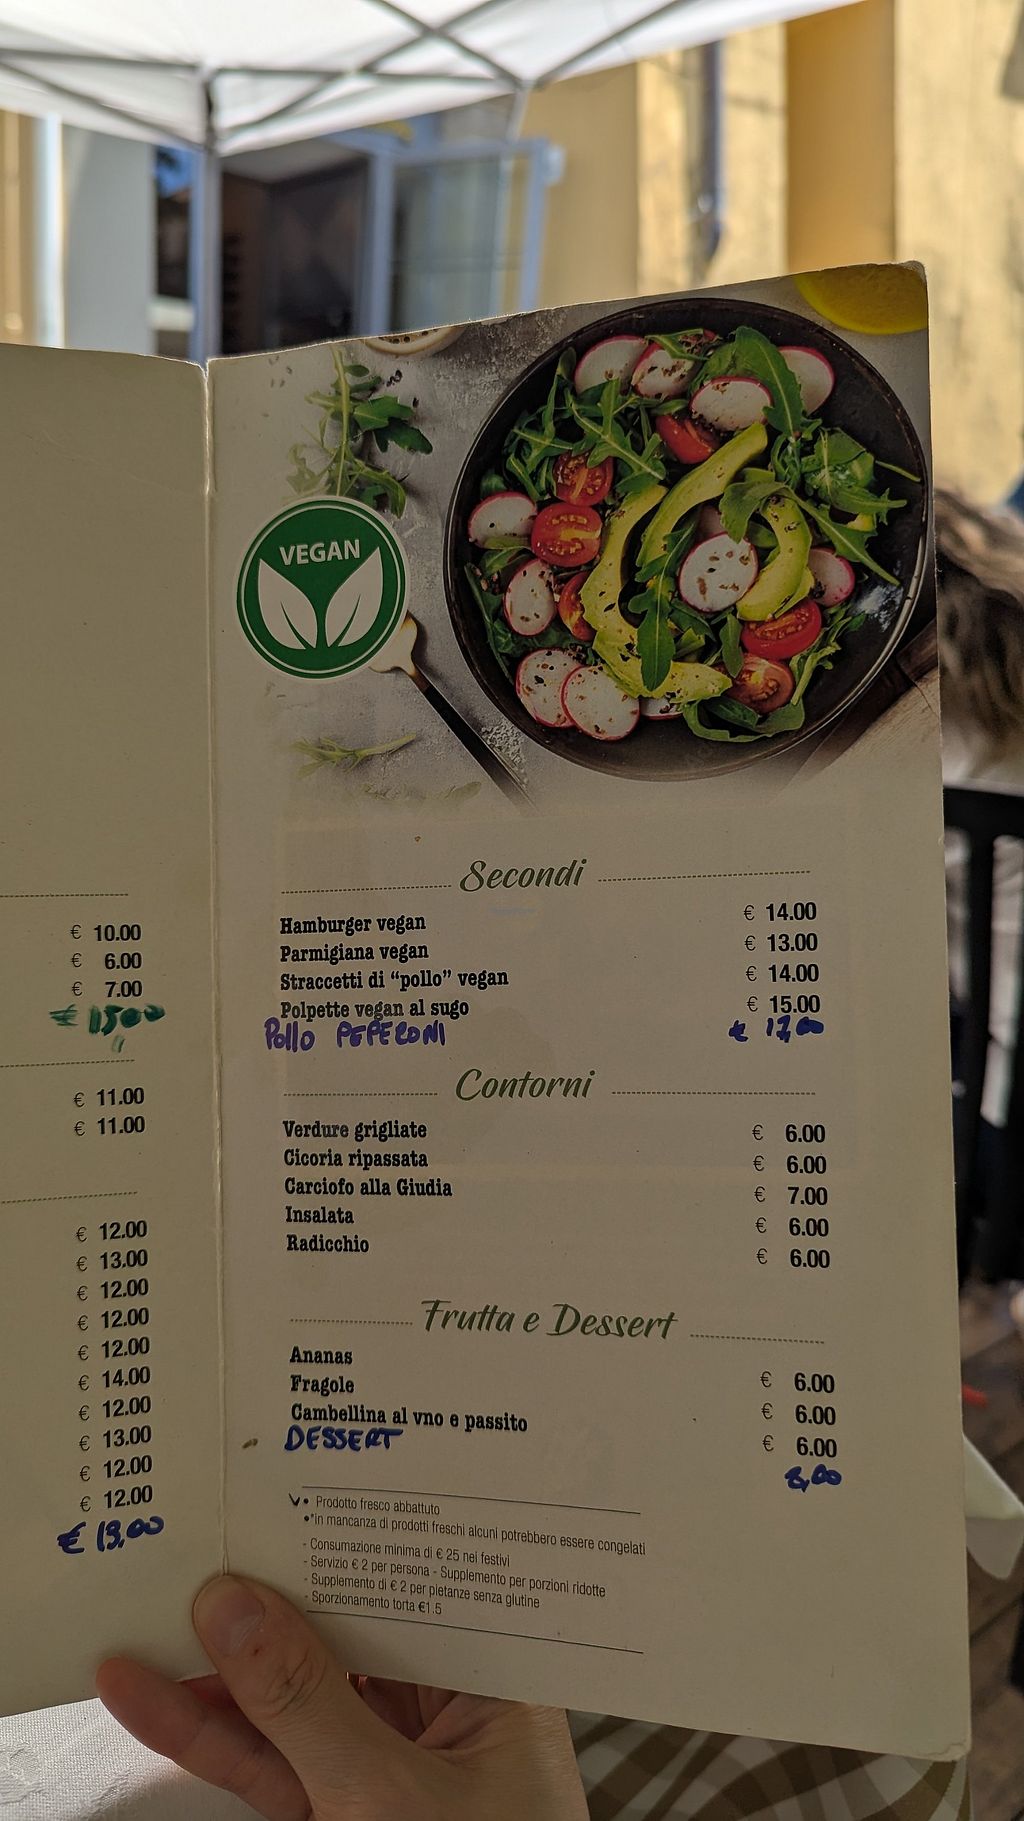 € 10.00
€ 6.00
€ 7.00
€ 15,00
€ 11.00
€ 11.00
€ 12.00
€ 13.00
€ 12.00
€ 12.00
€ 12.00
€ 14.00
€ 12.00
€ 13.00
€ 12.00
€ 12.00
€ 13,00
VEGAN
Secondi
Hamburger vegan € 14.00
Parmigiana vegan € 13.00
Straccetti di “pollo” vegan € 14.00
Polpette vegan al sugo € 15.00
Pollo PEPERONI €
Contorni
Verdure grigliate € 6.00
Cicoria ripassata € 6.00
Carciofo alla Giudia € 7.00
Insalata € 6.00
Radicchio € 6.00
Frutta e Dessert
Ananas € 6.00
Fragole € 6.00
Cambellina al vno e passito € 6.00
DESSERT
• Prodotto fresco abbattuto
•*in mancanza di prodotti freschi alcuni potrebbero essere congelati
- Consumazione minima di € 25 nei festivi
- Servizio € 2 per persona - Supplemento per porzioni ridotte
- Supplemento di € 2 per pietanze senza glutine
- Sporzionamento torta €1.5